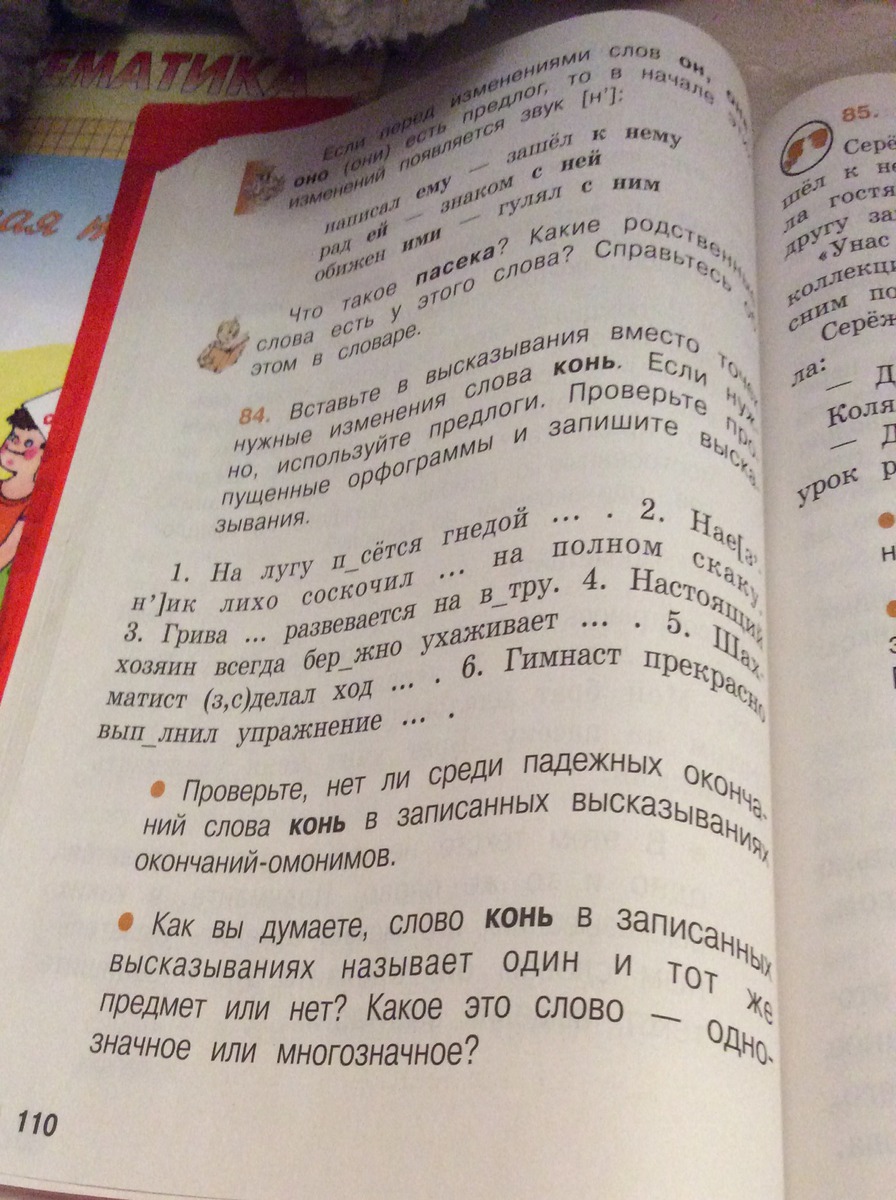 ТЕМАТИКА
Если перед изменениями слов он,
оно (они) есть предлог, то в начале
изменений появляется звук [н']:
написал ему — зашёл к нему
рад ей — знаком с ней
обижен ими — гулял с ним
Что такое пасека? Какие родственные
слова есть у этого слова? Справьтесь об
этом в словаре.
84. Вставьте в высказывания вместо точек
нужные изменения слова конь. Если нуж-
но, используйте предлоги. Проверьте про-
пущенные орфограммы и запишите выска-
зывания.
1. На лугу п_сётся гнедой ... . 2. Нае[з'
н']ик лихо соскочил ... на полном скаку.
3. Грива ... развевается на в_тру. 4. Настоящий
хозяин всегда бер_жно ухаживает ... . 5. Шах-
матист (з,с)делал ход ... . 6. Гимнаст прекрасно
вып_лнил упражнение ... .
• Проверьте, нет ли среди падежных оконча-
ний слова конь в записанных высказываниях
окончаний-омонимов.
• Как вы думаете, слово конь в записанных
высказываниях называет один и тот же
предмет или нет? Какое это слово — одно-
значное или многозначное?
110
85.
Серё
шёл к не
ла гостя
другу за
«У нас
коллекци
сним по
Серёж
ла:
— Д
Коля
— Д
урок р